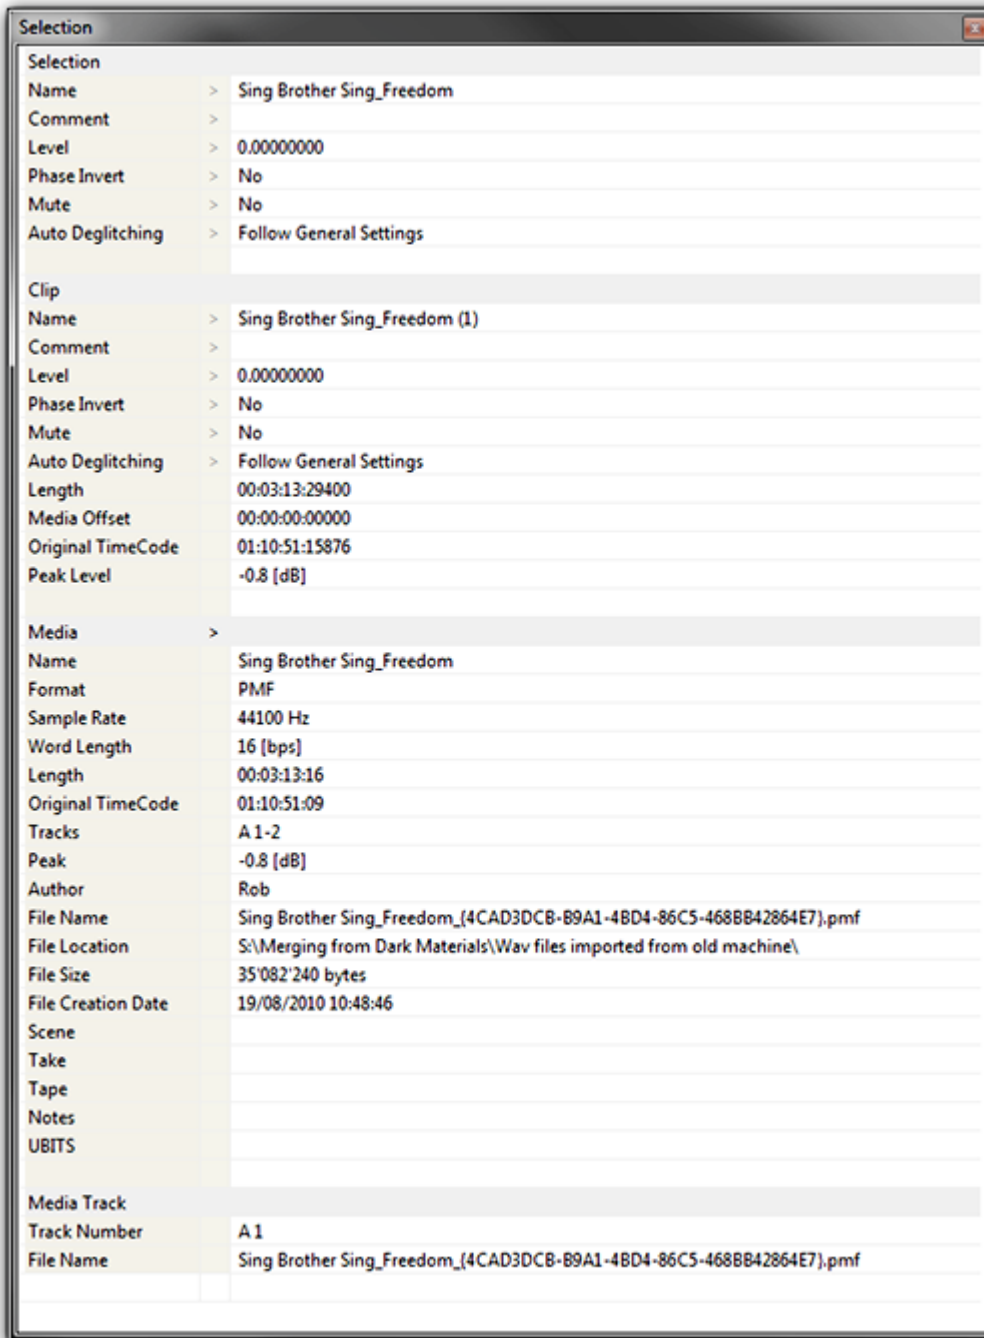 Selection
Selection
Name > Sing Brother Sing_Freedom
Comment >
Level > 0.00000000
Phase Invert > No
Mute > No
Auto Deglitching > Follow General Settings
Clip
Name > Sing Brother Sing_Freedom (1)
Comment >
Level > 0.00000000
Phase Invert > No
Mute > No
Auto Deglitching > Follow General Settings
Length 00:03:13:29400
Media Offset 00:00:00:00000
Original TimeCode 01:10:51:15876
Peak Level -0.8 [dB]
Media >
Name Sing Brother Sing_Freedom
Format PMF
Sample Rate 44100 Hz
Word Length 16 [bps]
Length 00:03:13:16
Original TimeCode 01:10:51:09
Tracks A 1-2
Peak -0.8 [dB]
Author Rob
File Name Sing Brother Sing_Freedom_{4CAD3DCB-B9A1-4BD4-86C5-468BB42864E7}.pmf
File Location S:\Merging from Dark Materials\Wav files imported from old machine\
File Size 35'082'240 bytes
File Creation Date 19/08/2010 10:48:46
Scene
Take
Tape
Notes
UBITS
Media Track
Track Number A 1
File Name Sing Brother Sing_Freedom_{4CAD3DCB-B9A1-4BD4-86C5-468BB42864E7}.pmf